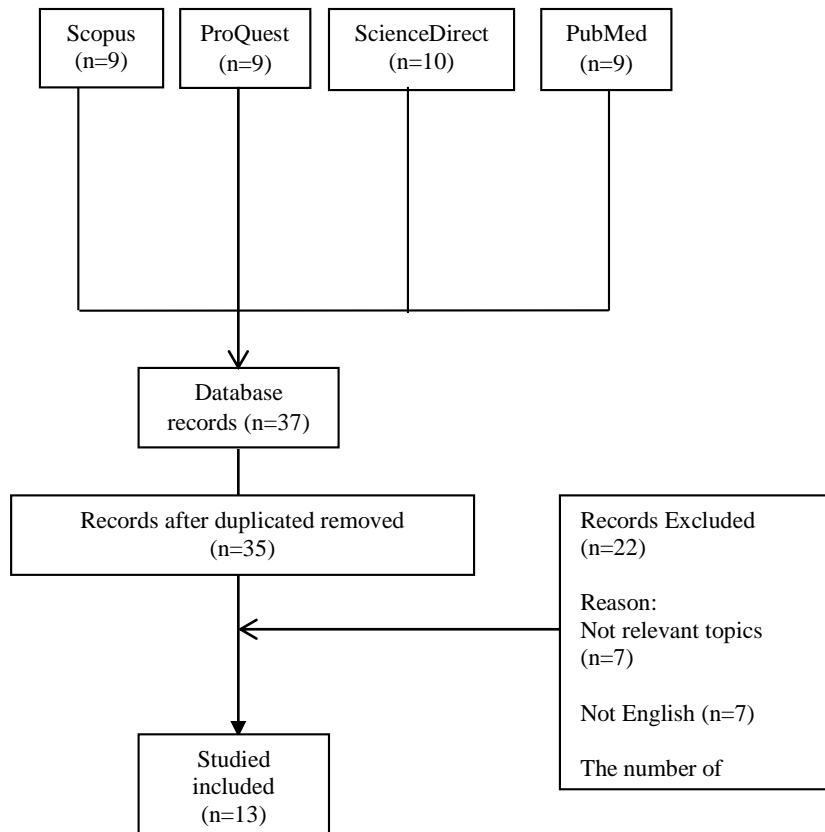 Scopus
(n=9)
ProQuest
(n=9)
ScienceDirect
(n=10)
PubMed
(n=9)
Database
records (n=37)
Records after duplicated removed
(n=35)
Records Excluded
(n=22)
Reason:
Not relevant topics
(n=7)
Not English (n=7)
The number of
Studied
included
(n=13)